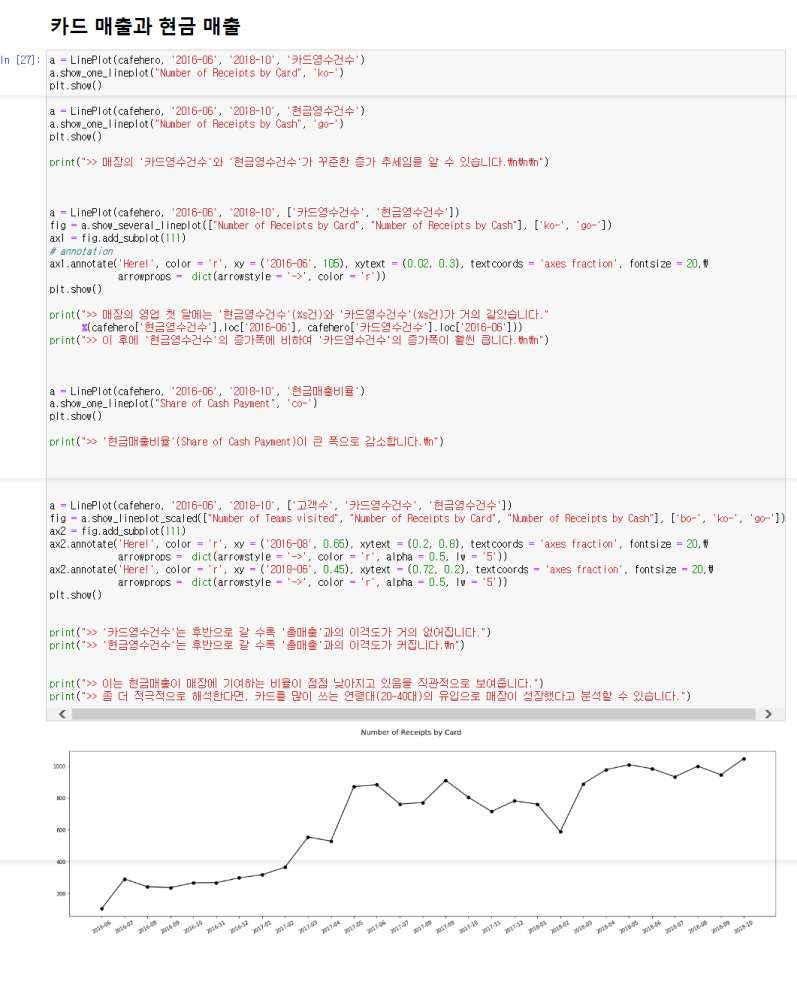 카드 매출과 현금 매출
In [27]:
a = LinePlot(cafehero, '2016-06', '2018-10', '카드영수건수')
a.show_one_lineplot("Number of Receipts by Card", 'ko-')
plt.show()
a = LinePlot(cafehero, '2016-06', '2018-10', '현금영수건수')
a.show_one_lineplot("Number of Receipts by Cash", 'go-')
plt.show()
print(">> 매장의 '카드영수건수'와 '현금영수건수'가 꾸준한 증가 추세임을 알 수 있습니다.₩n₩n₩n")
a = LinePlot(cafehero, '2016-06', '2018-10', ['카드영수건수', '현금영수건수'])
fig = a.show_several_lineplot(["Number of Receipts by Card", "Number of Receipts by Cash"], ['ko-', 'go-'])
ax1 = fig.add_subplot(111)
# annotation
ax1.annotate('Here!', color = 'r', xy = ('2016-06', 105), xytext = (0.02, 0.3), textcoords = 'axes fraction', fontsize = 20,₩
arrowprops = dict(arrowstyle = '->', color = 'r'))
plt.show()
print(">> 매장의 영업 첫 달에는 '현금영수건수'(%s건)와 '카드영수건수'(%s건)가 거의 같았습니다."
%(cafehero['현금영수건수'].loc['2016-06'], cafehero['카드영수건수'].loc['2016-06']))
print(">> 이 후에 '현금영수건수'의 증가폭에 비하여 '카드영수건수'의 증가폭이 훨씬 큽니다.₩n₩n")
a = LinePlot(cafehero, '2016-06', '2018-10', '현금매출비율')
a.show_one_lineplot("Share of Cash Payment", 'co-')
plt.show()
print(">> '현금매출비율'(Share of Cash Payment)이 큰 폭으로 감소합니다.₩n")
a = LinePlot(cafehero, '2016-06', '2018-10', ['고객수', '카드영수건수', '현금영수건수'])
fig = a.show_lineplot_scaled(["Number of Teams visited", "Number of Receipts by Card", "Number of Receipts by Cash"], ['bo-', 'ko-', 'go-'])
ax2 = fig.add_subplot(111)
ax2.annotate('Here!', color = 'r', xy = ('2016-08', 0.65), xytext = (0.2, 0.8), textcoords = 'axes fraction', fontsize = 20,₩
arrowprops = dict(arrowstyle = '->', color = 'r', alpha = 0.5, lw = '5'))
ax2.annotate('Here!', color = 'r', xy = ('2018-06', 0.45), xytext = (0.72, 0.2), textcoords = 'axes fraction', fontsize = 20,₩
arrowprops = dict(arrowstyle = '->', color = 'r', alpha = 0.5, lw = '5'))
plt.show()
print(">> '카드영수건수'는 후반으로 갈 수록 '총매출'과의 이격도가 거의 없어집니다.")
print(">> '현금영수건수'는 후반으로 갈 수록 '총매출'과의 이격도가 커집니다.₩n")
print(">> 이는 현금매출이 매장에 기여하는 비율이 점점 낮아지고 있음을 직관적으로 보여줍니다.")
print(">> 좀 더 적극적으로 해석한다면, 카드를 많이 쓰는 연령대(20-40대)의 유입으로 매장이 성장했다고 분석할 수 있습니다.")
Number of Receipts by Card
1000
800
600
400
200
2016-06 2016-07 2016-08 2016-09 2016-10 2016-11 2016-12 2017-01 2017-02 2017-03 2017-04 2017-05 2017-06 2017-07 2017-08 2017-09 2017-10 2017-11 2017-12 2018-01 2018-02 2018-03 2018-04 2018-05 2018-06 2018-07 2018-08 2018-09 2018-10